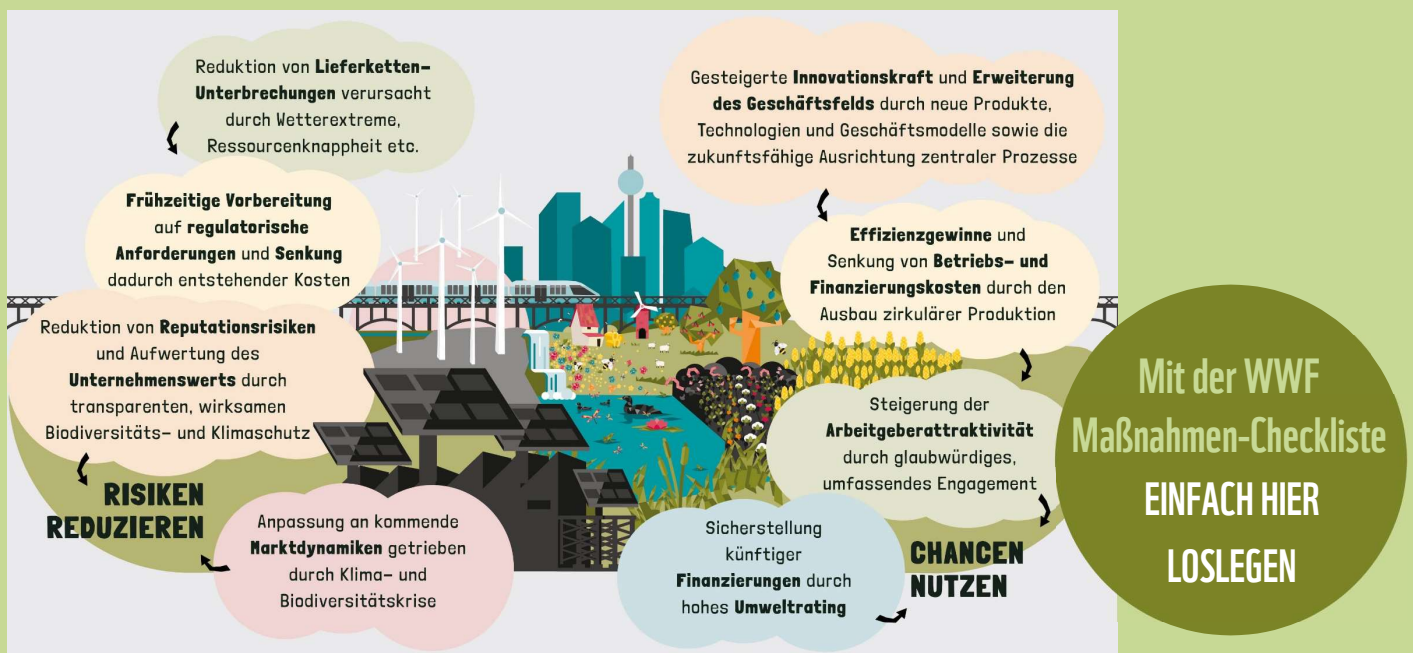 Reduktion von Lieferketten-
Unterbrechungen verursacht
durch Wetterextreme,
Ressourcenknappheit etc.
Frühzeitige Vorbereitung
auf regulatorische
Anforderungen und Senkung
dadurch entstehender Kosten
Reduktion von Reputationsrisiken
und Aufwertung des
Unternehmenswerts durch
transparenten, wirksamen
Biodiversitäts- und Klimaschutz
RISIKEN
REDUZIEREN
Anpassung an kommende
Marktdynamiken getrieben
durch Klima- und
Biodiversitätskrise
Gesteigerte Innovationskraft und Erweiterung
des Geschäftsfelds durch neue Produkte,
Technologien und Geschäftsmodelle sowie die
zukunftsfähige Ausrichtung zentraler Prozesse
Effizienzgewinne und
Senkung von Betriebs- und
Finanzierungskosten durch den
Ausbau zirkulärer Produktion
Steigerung der
Arbeitgeberattraktivität
durch glaubwürdiges,
umfassendes Engagement
Sicherstellung
künftiger
Finanzierungen durch
hohes Umweltrating
CHANCEN
NUTZEN
Mit der WWF
Maßnahmen-Checkliste
EINFACH HIER
LOSLEGEN